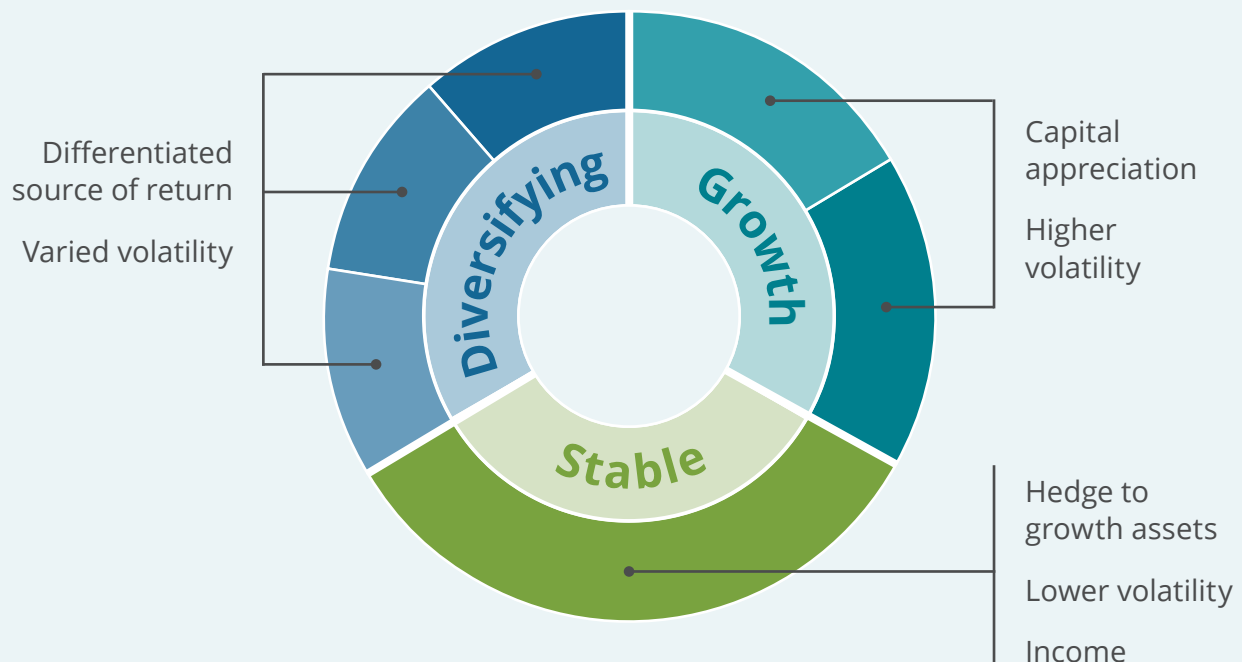 Differentiated
source of return
Varied volatility
Diversifying
Growth
Stable
Capital
appreciation
Higher
volatility
Hedge to
growth assets
Lower volatility
Income